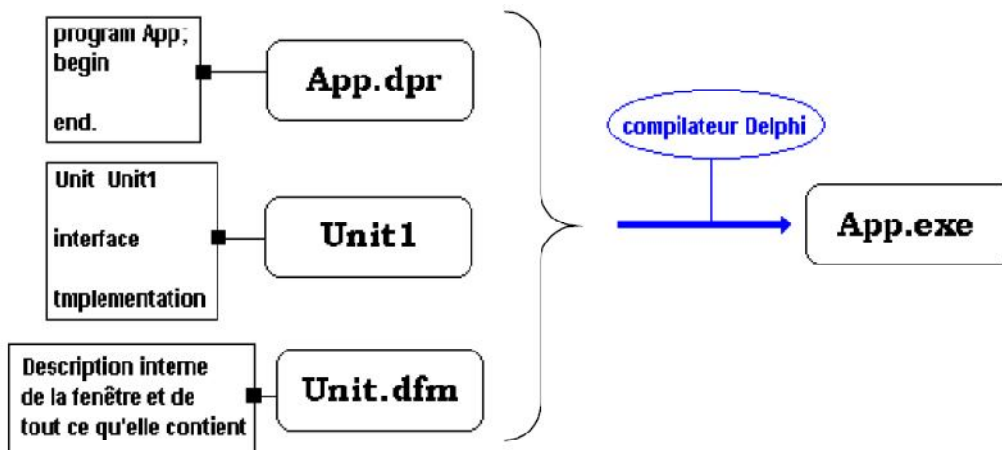 program App;
begin
end.
App.dpr
Unit Unit1
interface
tmplementation
Unit1
Description interne
de la fenêtre et de
tout ce qu'elle contient
Unit.dfm
compilateur Delphi
App.exe